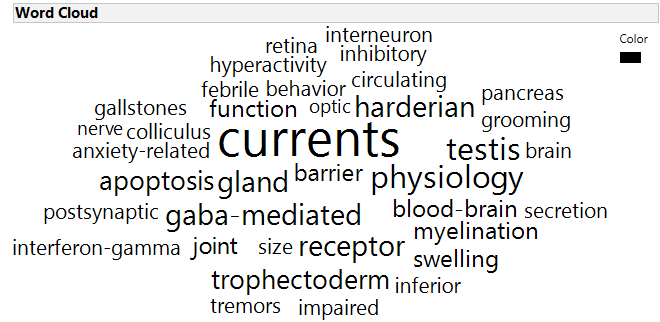 Word Cloud
Color
interneuron
retina
inhibitory
hyperactivity
circulating
febrile behavior
pancreas
gallstones
function
optic
harderian
grooming
nerve
colliculus
currents
anxiety-related
testis
brain
apoptosis
gland
barrier
physiology
postsynaptic
gaba-mediated
blood-brain
secretion
myelination
interferon-gamma
joint
size
receptor
swelling
trophectoderm
inferior
tremors
impaired